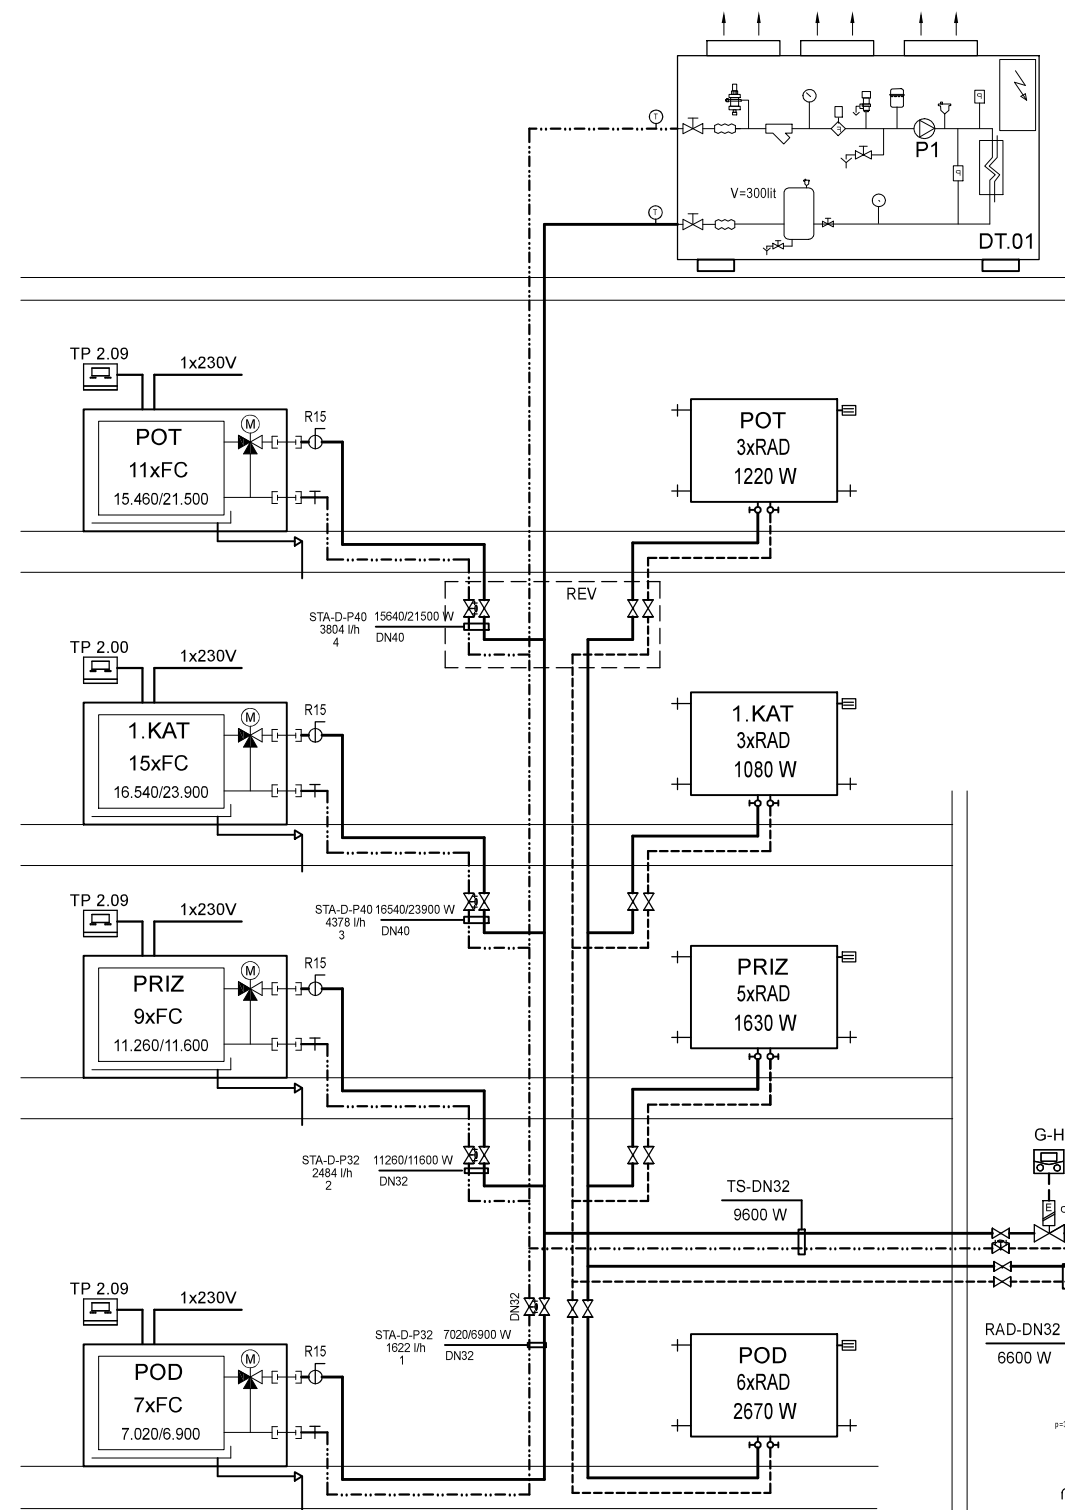 T
P1
V=300lit
T
DT.01
TP 2.09
1x230V
POT
11xFC
15.460/21.500
M
R15
POT
3xRAD
1220 W
REV
STA-D-P40
3804 l/h
4
15640/21500 W
DN40
TP 2.00
1x230V
1.KAT
15xFC
16.540/23.900
M
R15
1.KAT
3xRAD
1080 W
STA-D-P40
4378 l/h
3
16540/23900 W
DN40
TP 2.09
1x230V
PRIZ
9xFC
11.260/11.600
M
R15
PRIZ
5xRAD
1630 W
STA-D-P32
2484 l/h
2
11260/11600 W
DN32
TS-DN32
9600 W
G-H
E
DN32
STA-D-P32
1622 l/h
1
7020/6900 W
DN32
RAD-DN32
6600 W
TP 2.09
1x230V
POD
7xFC
7.020/6.900
M
R15
POD
6xRAD
2670 W